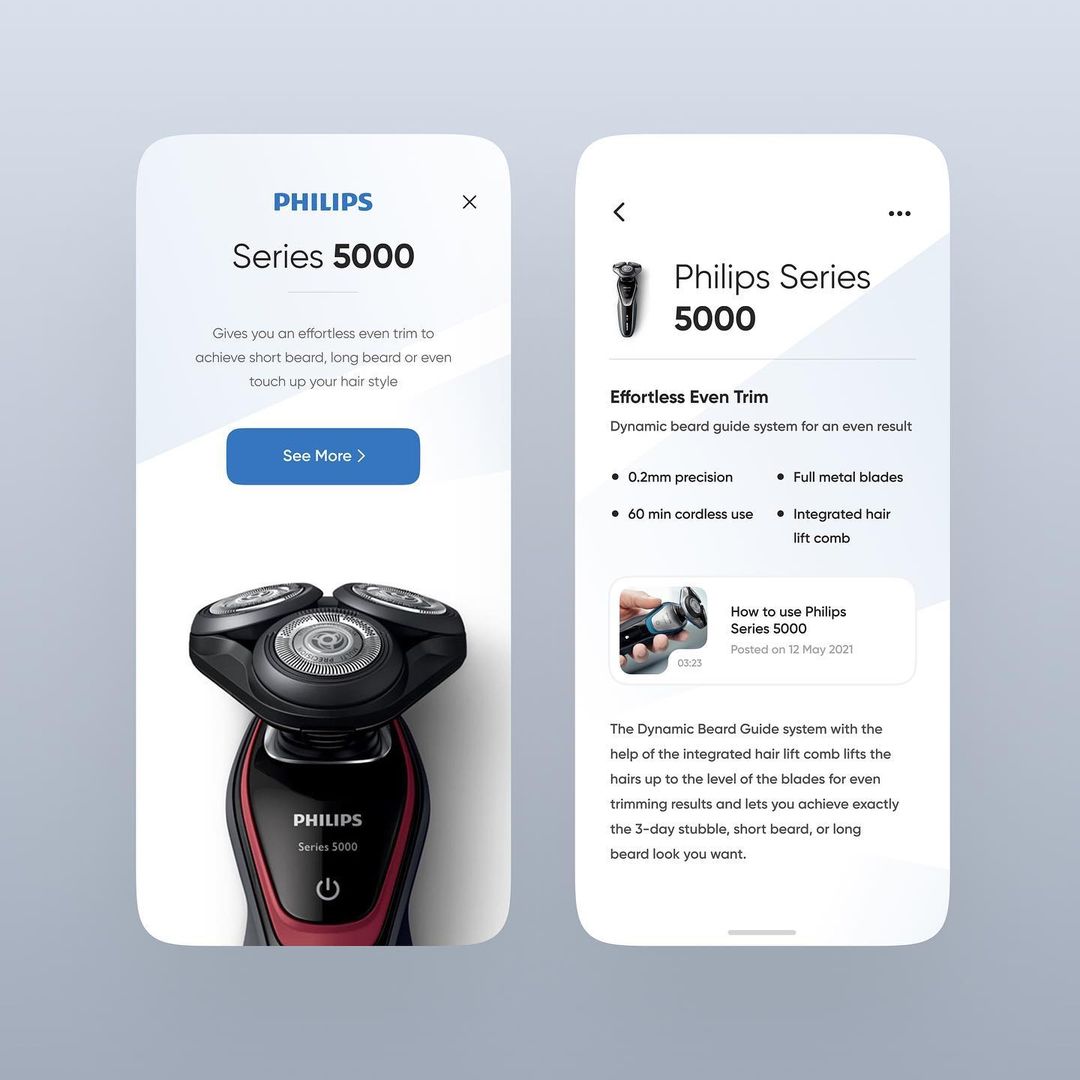 PHILIPS
Series 5000
Gives you an effortless even trim to
achieve short beard, long beard or even
touch up your hair style
See More
PHILIPS
Series 5000
Philips Series
5000
Effortless Even Trim
Dynamic beard guide system for an even result
0.2mm precision
60 min cordless use
Full metal blades
Integrated hair
lift comb
03:23
How to use Philips
Series 5000
Posted on 12 May 2021
The Dynamic Beard Guide system with the
help of the integrated hair lift comb lifts the
hairs up to the level of the blades for even
trimming results and lets you achieve exactly
the 3-day stubble, short beard, or long
beard look you want.